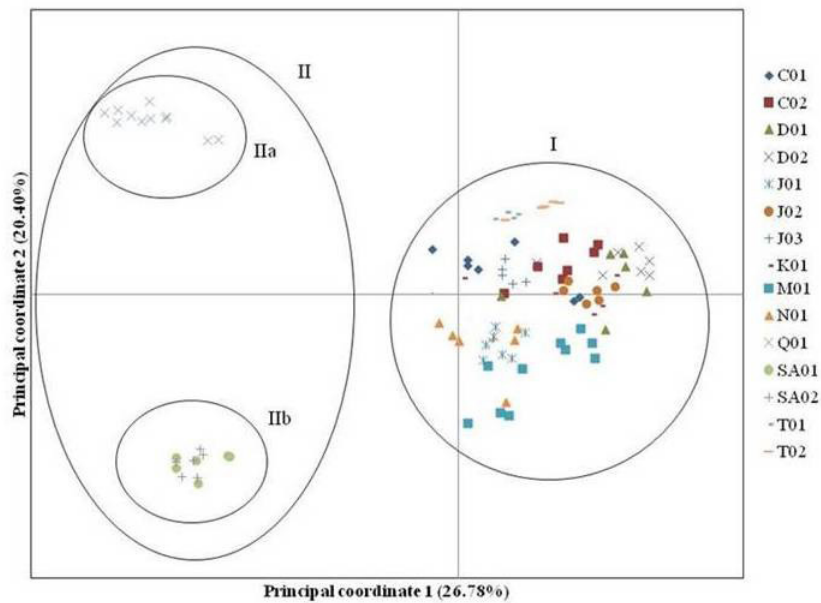 II
IIa
I
IIb
Principal coordinate 2 (20.40%)
Principal coordinate 1 (26.78%)
C01
C02
D01
D02
J01
J02
J03
K01
M01
N01
Q01
SA01
SA02
T01
T02